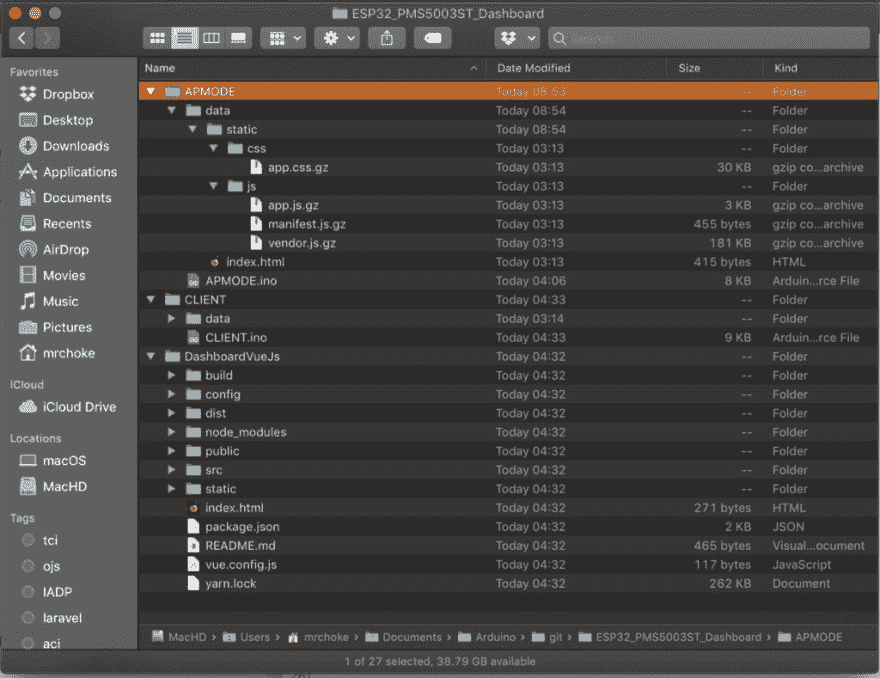 ESP32_PMS5003ST_Dashboard
Search
Favorites
Dropbox
Desktop
Downloads
Applications
Documents
Recents
AirDrop
Movies
Music
Pictures
mrchoke
iCloud
iCloud Drive
Locations
macOS
MacHD
Tags
tci
ojs
IADP
laravel
aci
Name Date Modified Size Kind
APMODE Today 08:53 -- Folder
data Today 08:54 -- Folder
static Today 08:54 -- Folder
css Today 03:13 -- Folder
app.css.gz Today 03:13 30 KB gzip co...archive
js Today 03:13 -- Folder
app.js.gz Today 03:13 3 KB gzip co...archive
manifest.js.gz Today 03:13 455 bytes gzip co...archive
vendor.js.gz Today 03:13 181 KB gzip co...archive
index.html Today 03:13 415 bytes HTML
APMODE.ino Today 04:06 8 KB Arduin...rce File
CLIENT Today 04:33 -- Folder
data Today 03:14 -- Folder
CLIENT.ino Today 04:33 9 KB Arduin...rce File
DashboardVueJs Today 04:32 -- Folder
build Today 04:32 -- Folder
config Today 04:32 -- Folder
dist Today 04:32 -- Folder
node_modules Today 04:32 -- Folder
public Today 04:32 -- Folder
src Today 04:32 -- Folder
static Today 04:32 -- Folder
index.html Today 04:32 271 bytes HTML
package.json Today 04:32 2 KB JSON
README.md Today 04:32 465 bytes Visual...ocument
vue.config.js Today 04:32 117 bytes JavaScript
yarn.lock Today 04:32 262 KB Document
MacHD › Users › mrchoke › Documents › Arduino › git › ESP32_PMS5003ST_Dashboard › APMODE
1 of 27 selected, 38.79 GB available